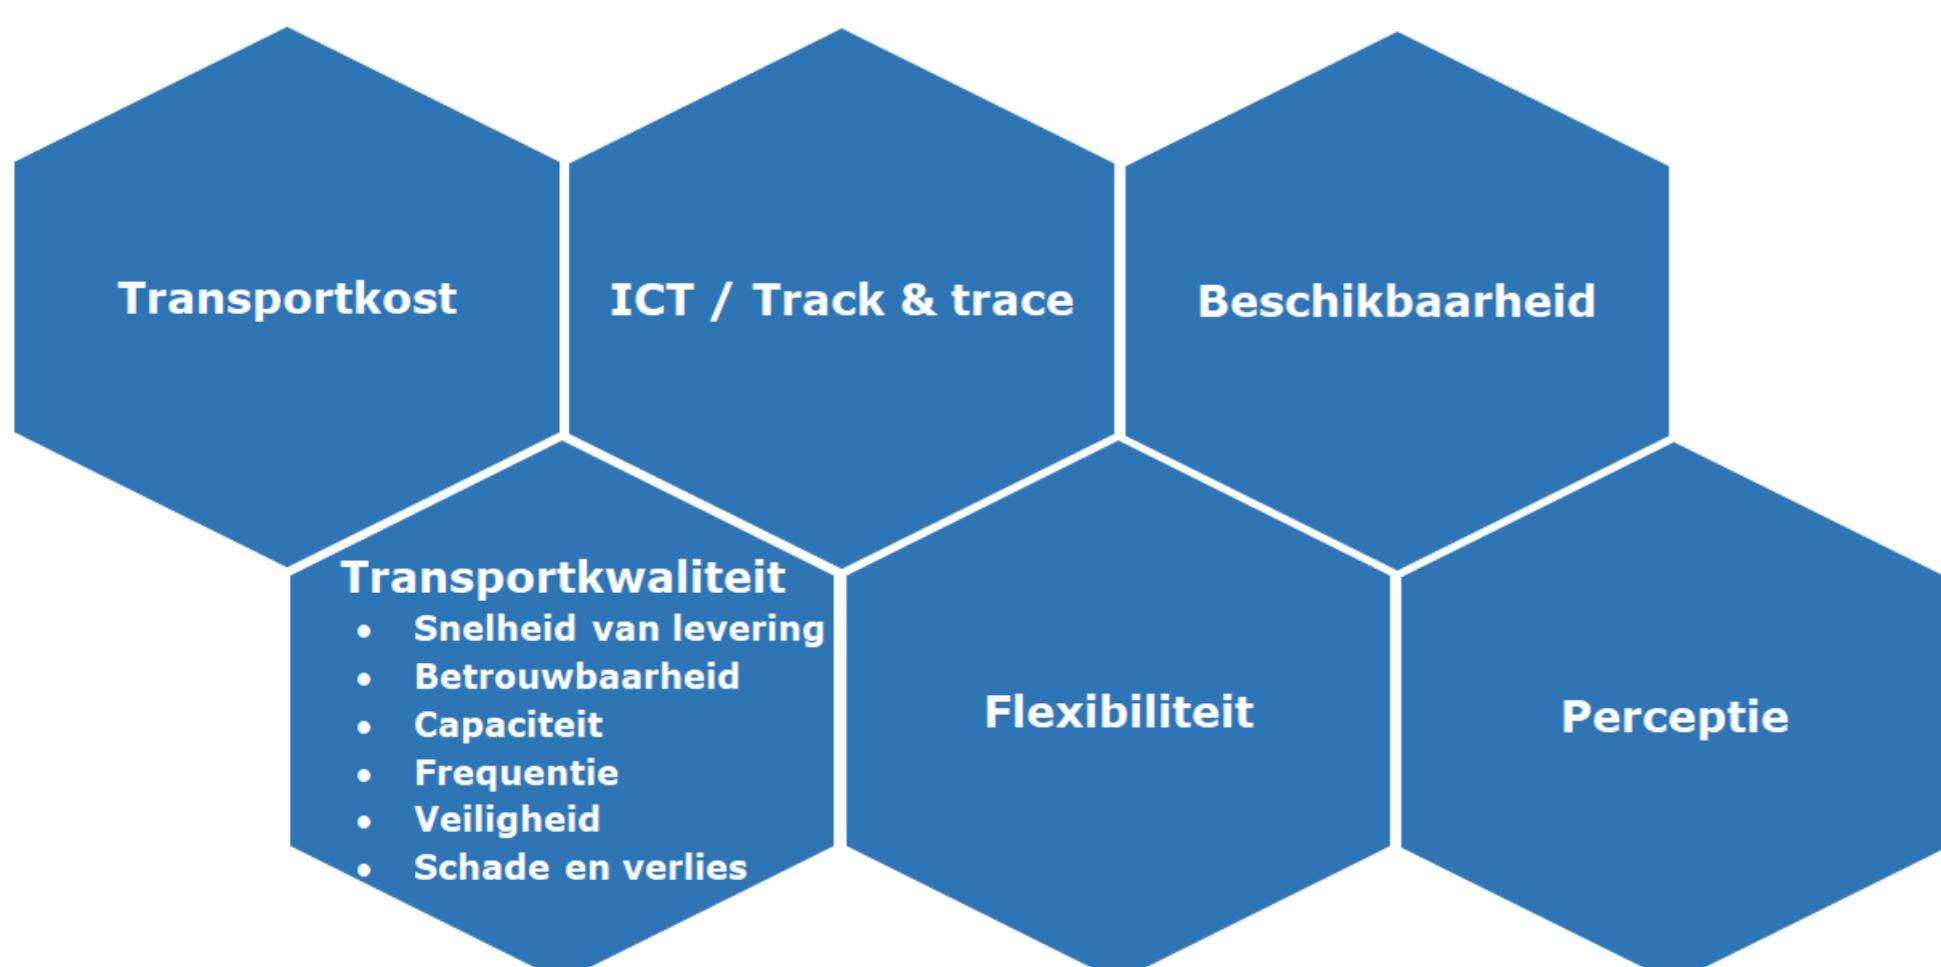 Transportkost
ICT / Track & trace
Beschikbaarheid
Transportkwaliteit
• Snelheid van levering
• Betrouwbaarheid
• Capaciteit
• Frequentie
• Veiligheid
• Schade en verlies
Flexibiliteit
Perceptie